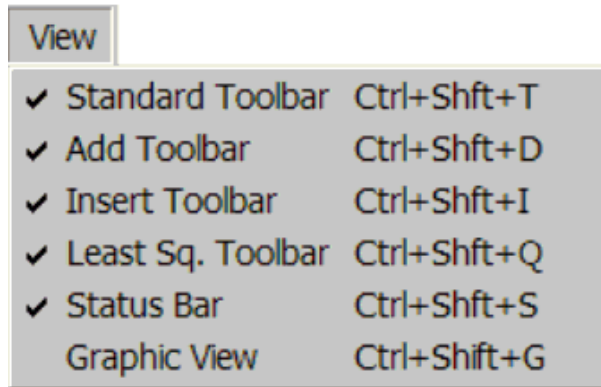 View
Standard Toolbar Ctrl+Shft+T
Add Toolbar Ctrl+Shft+D
Insert Toolbar Ctrl+Shft+I
Least Sq. Toolbar Ctrl+Shft+Q
Status Bar Ctrl+Shft+S
Graphic View Ctrl+Shift+G